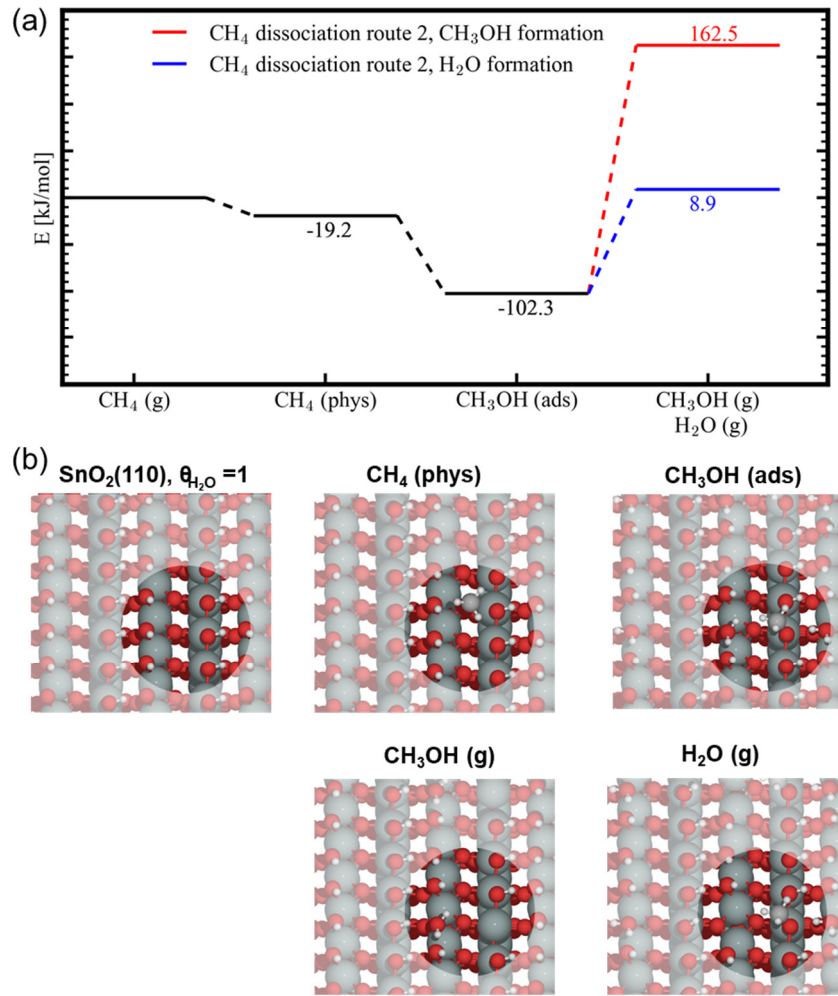 (a)
CH₄ dissociation route 2, CH₃OH formation
CH₄ dissociation route 2, H₂O formation
162.5
8.9
-19.2
-102.3
E [kJ/mol]
CH₄ (g)
CH₄ (phys)
CH₃OH (ads)
CH₃OH (g)
H₂O (g)
(b)
SnO₂(110), θ_H₂O =1
CH₄ (phys)
CH₃OH (ads)
CH₃OH (g)
H₂O (g)